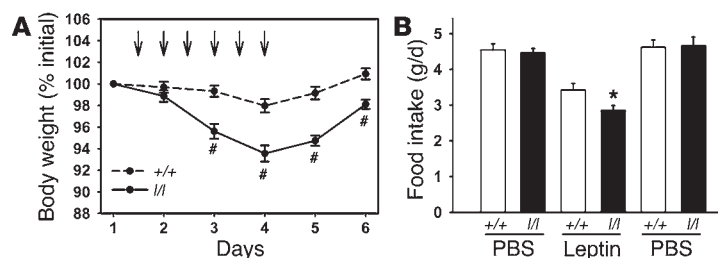 A
Body weight (% initial)
106
104
102
100
98
96
94
92
90
88
#
#
#
#
+/+
l/l
1 2 3 4 5 6
Days
B
Food intake (g/d)
5
4
3
2
1
0
*
+/+ l/l +/+ l/l +/+ l/l
PBS Leptin PBS